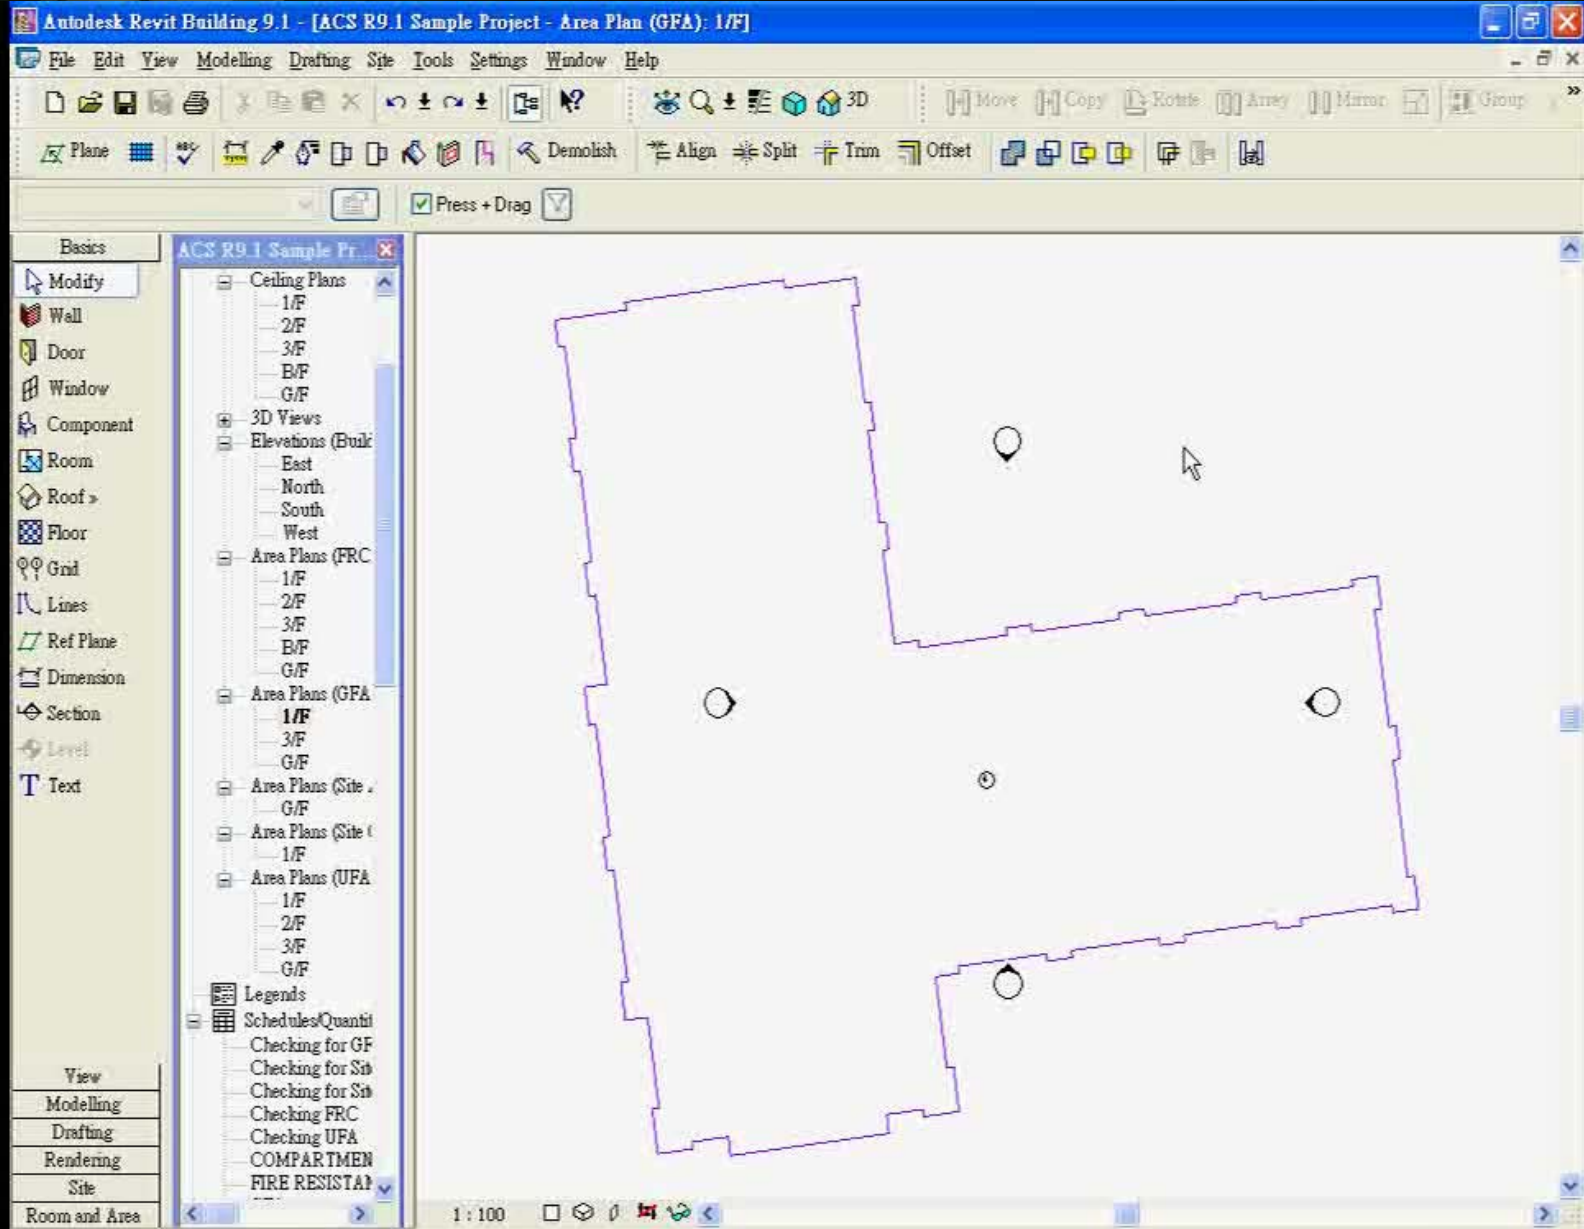 Autodesk Revit Building 9.1 - [ACS R9.1 Sample Project - Area Plan (GFA): 1/F]
File Edit View Modelling Drafting Site Tools Settings Window Help
3D Move Copy Rotate Array Mirror Group
Plane Demolish Align Split Trim Offset
Press + Drag
Basics
Modify
Wall
Door
Window
Component
Room
Roof »
Floor
Grid
Lines
Ref Plane
Dimension
Section
Level
Text
View
Modelling
Drafting
Rendering
Site
Room and Area
ACS R9.1 Sample Pr...
Ceiling Plans
1/F
2/F
3/F
B/F
G/F
3D Views
Elevations (Build
East
North
South
West
Area Plans (FRC
1/F
2/F
3/F
B/F
G/F
Area Plans (GFA
1/F
3/F
G/F
Area Plans (Site
G/F
Area Plans (Site
1/F
Area Plans (UFA
1/F
2/F
3/F
G/F
Legends
Schedules/Quantit
Checking for GF
Checking for Sit
Checking for Sit
Checking FRC
Checking UFA
COMPARTMEN
FIRE RESISTAN
1 : 100